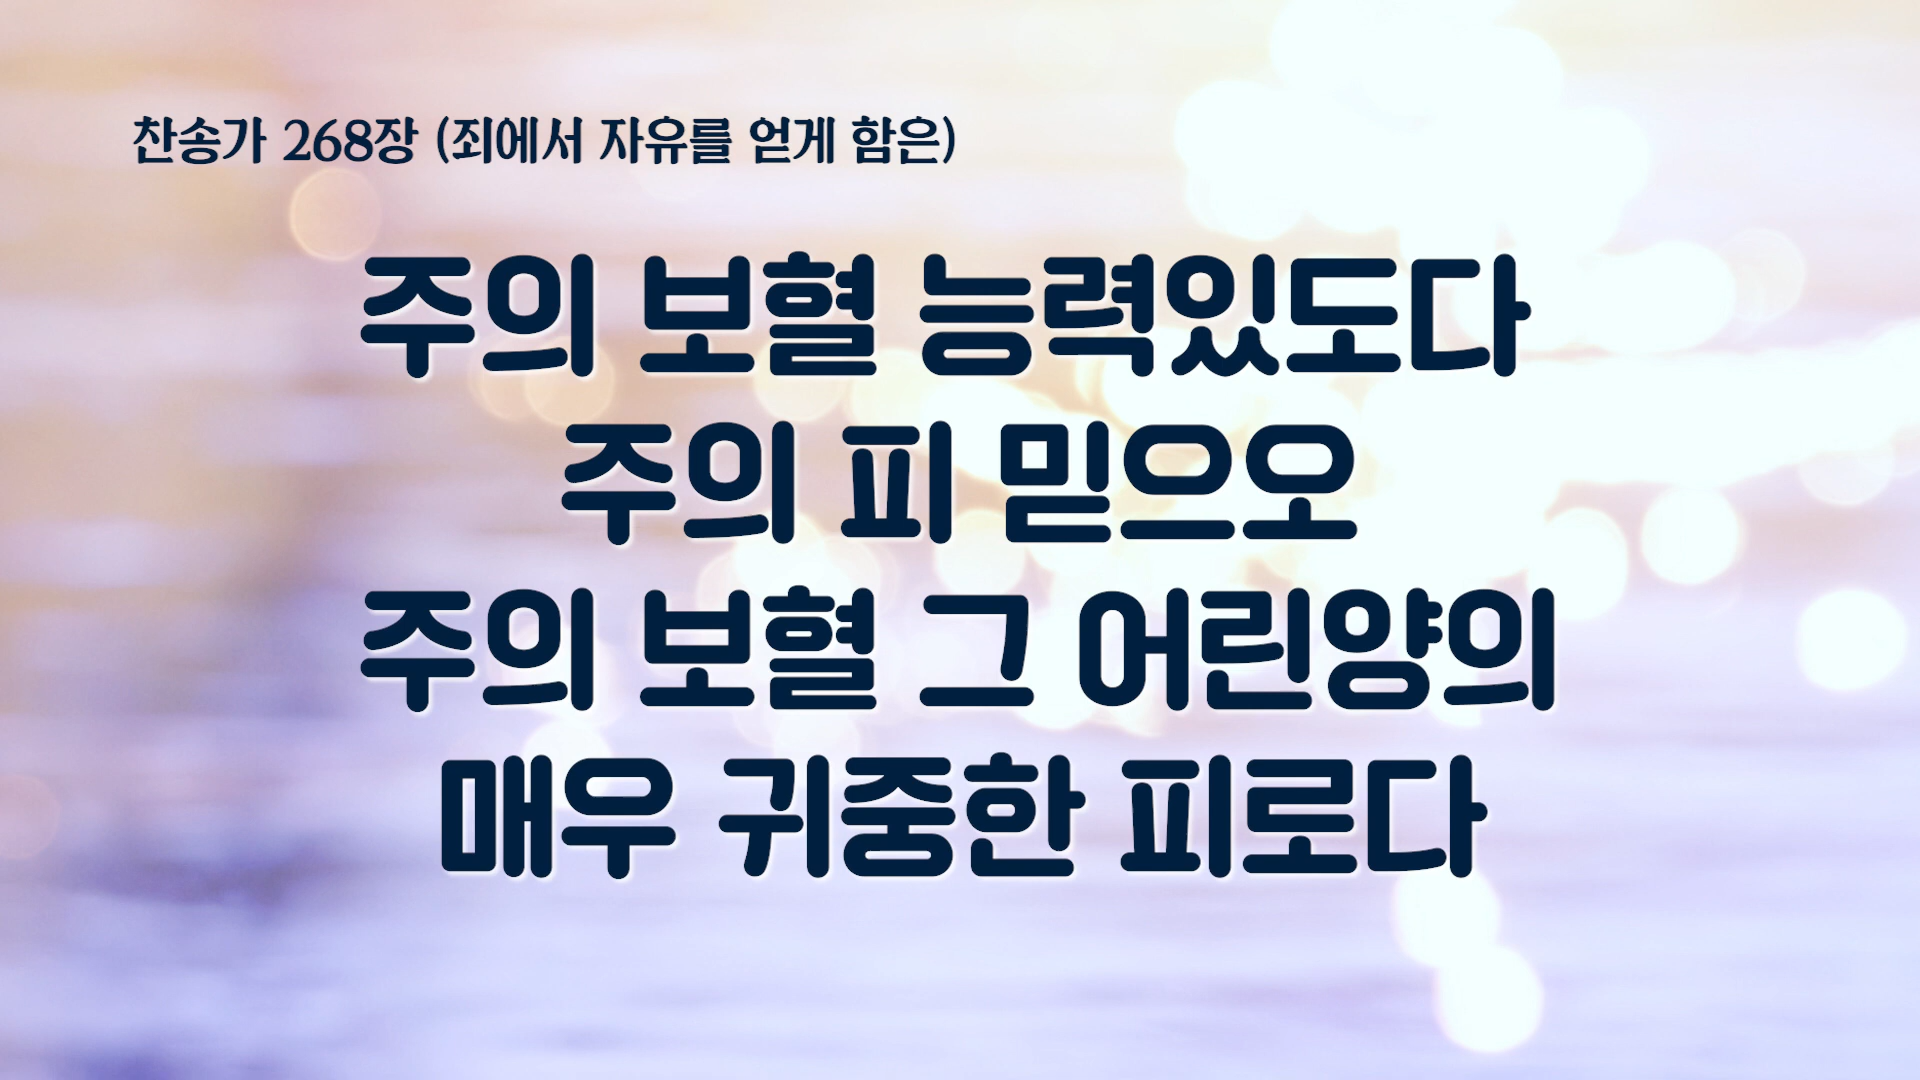 찬송가 268장 (죄에서 자유를 얻게 함은)
주의 보혈 능력있도다
주의 피 믿으오
주의 보혈 그 어린양의
매우 귀중한 피로다